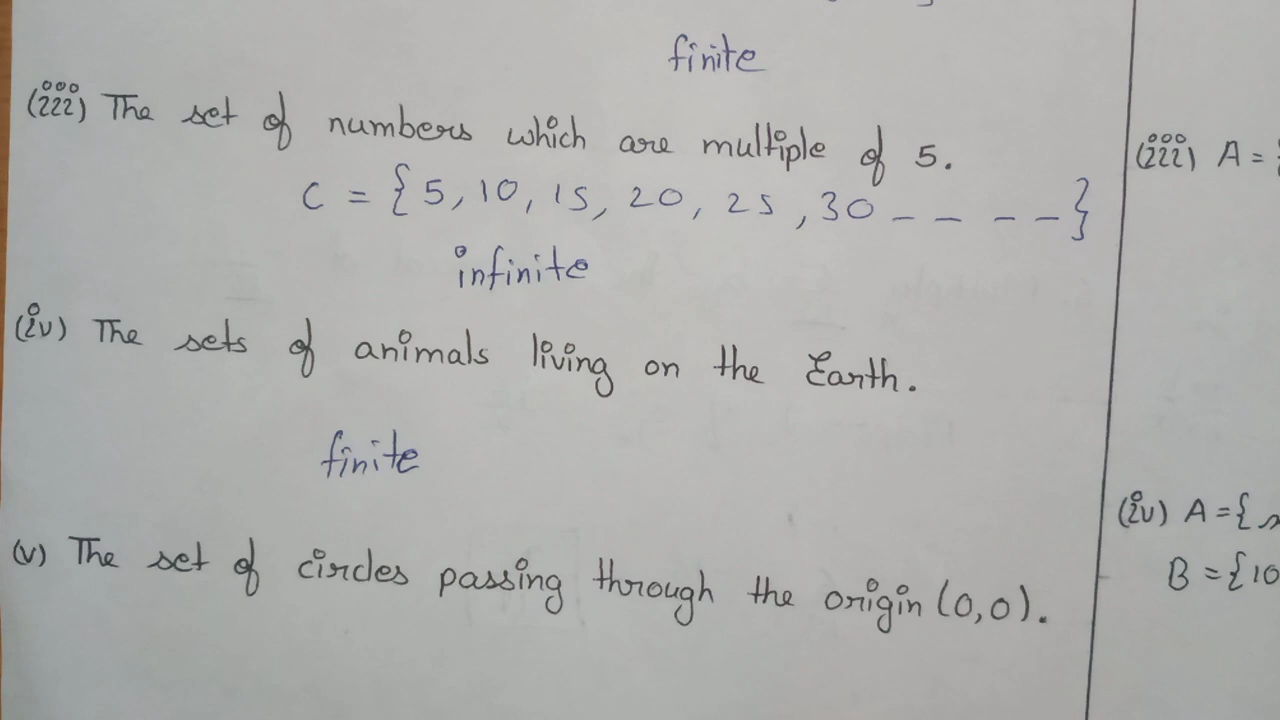 finite
(iii) The set of numbers which are multiple of 5.
C = {5, 10, 15, 20, 25, 30 _ _ _ _}
infinite
(iv) The sets of animals living on the Earth.
finite
(v) The set of circles passing through the origin (0,0).
(iii) A = {
(iv) A = {
B = {10